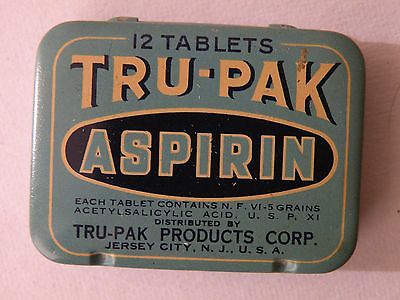 12 TABLETS
TRU-PAK
ASPIRIN
EACH TABLET CONTAINS N. F. VI-5 GRAINS
ACETYLSALICYLIC ACID, U. S. P. XI
DISTRIBUTED BY
TRU-PAK PRODUCTS CORP.
JERSEY CITY, N. J., U. S. A.